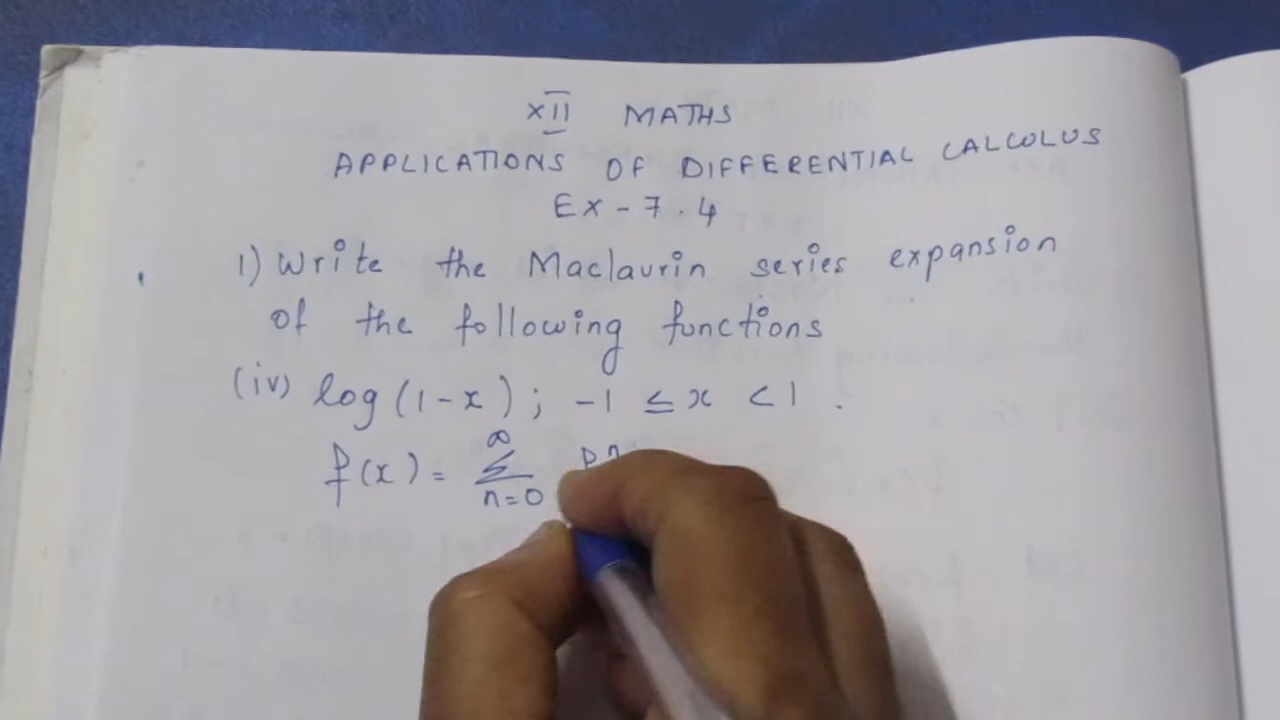 XII MATHS
APPLICATIONS OF DIFFERENTIAL CALCULUS
EX - 7.4
1) Write the Maclaurin series expansion
of the following functions
(iv) log (1-x) ; -1 ≤ x < 1 .
f(x) = ∞ Σ n=0